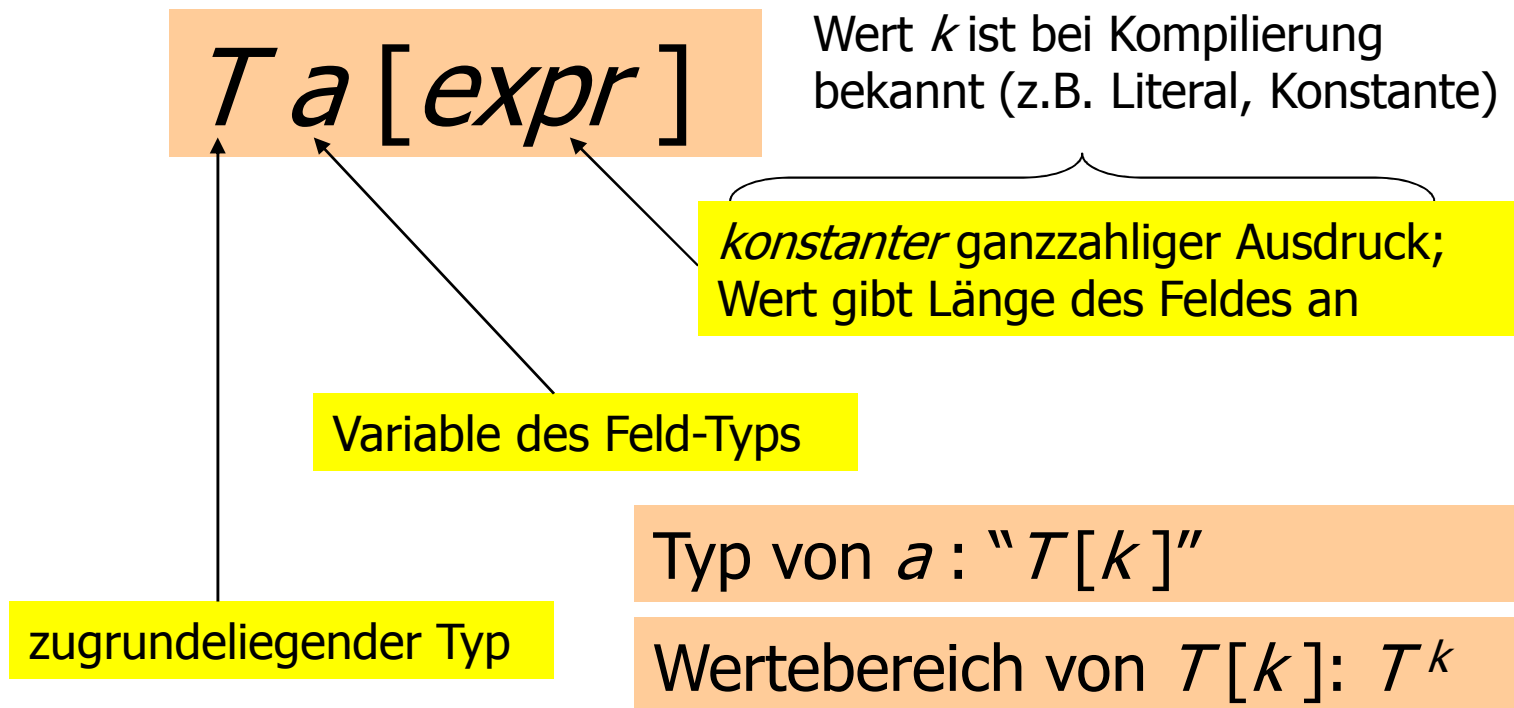 T a [expr ]
Wert k ist bei Kompilierung
bekannt (z.B. Literal, Konstante)
konstanter ganzzahliger Ausdruck;
Wert gibt Länge des Feldes an
Variable des Feld-Typs
zugrundeliegender Typ
Typ von a : “T [k ]”
Wertebereich von T [k ]: T ᵏ